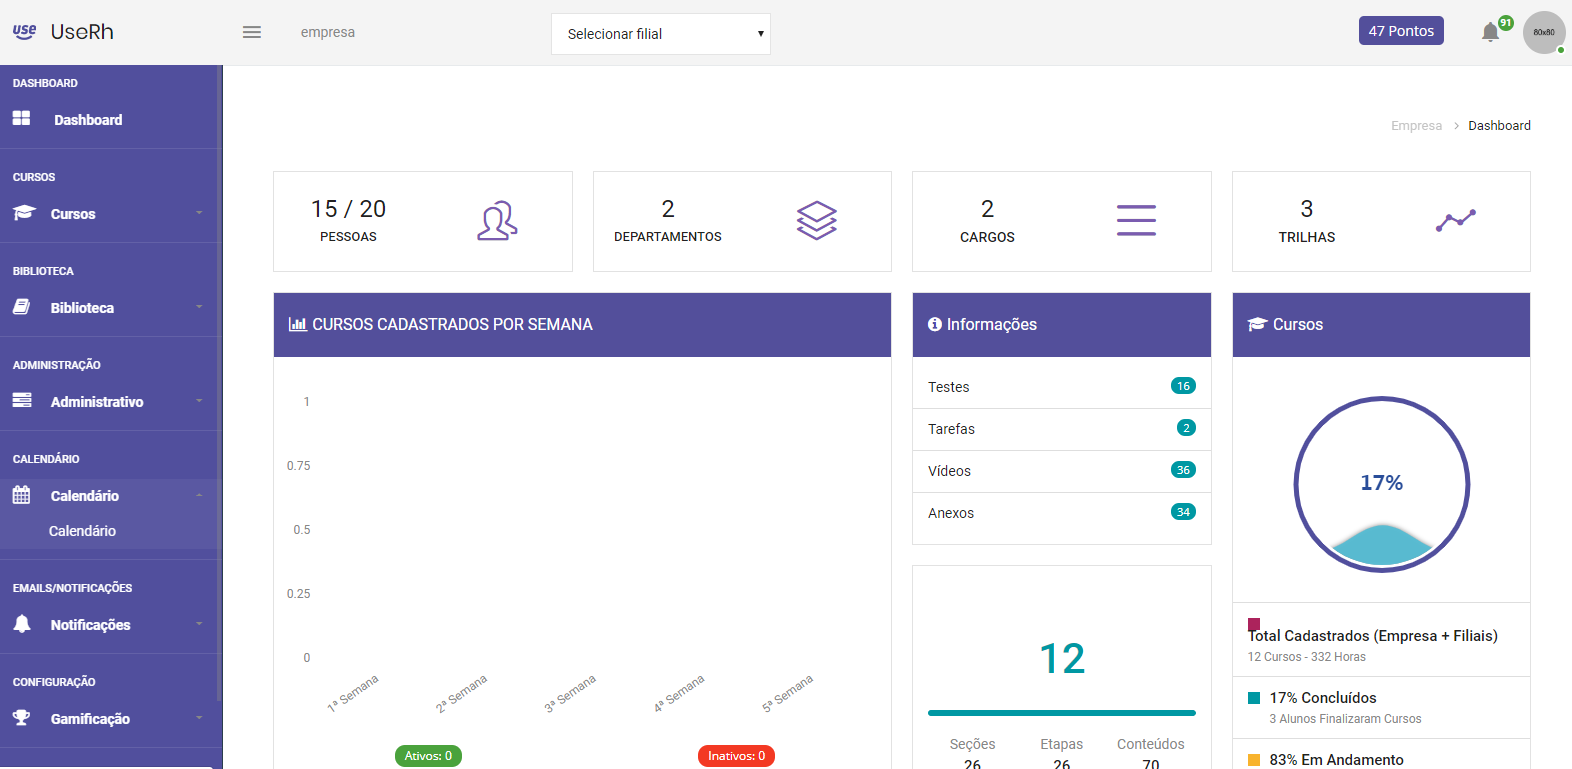 use UseRh
empresa
Selecionar filial
47 Pontos
91
80x80
DASHBOARD
Dashboard
CURSOS
Cursos
BIBLIOTECA
Biblioteca
ADMINISTRAÇÃO
Administrativo
CALENDÁRIO
Calendário
Calendário
EMAILS/NOTIFICAÇÕES
Notificações
CONFIGURAÇÃO
Gamificação
Empresa > Dashboard
15 / 20
PESSOAS
2
DEPARTAMENTOS
2
CARGOS
3
TRILHAS
CURSOS CADASTRADOS POR SEMANA
1
0.75
0.5
0.25
0
1ª Semana
2ª Semana
3ª Semana
4ª Semana
5ª Semana
Ativos: 0
Inativos: 0
Informações
Testes 16
Tarefas 2
Vídeos 36
Anexos 34
12
Seções Etapas Conteúdos
26 26 70
Cursos
17%
Total Cadastrados (Empresa + Filiais)
12 Cursos - 332 Horas
17% Concluídos
3 Alunos Finalizaram Cursos
83% Em Andamento